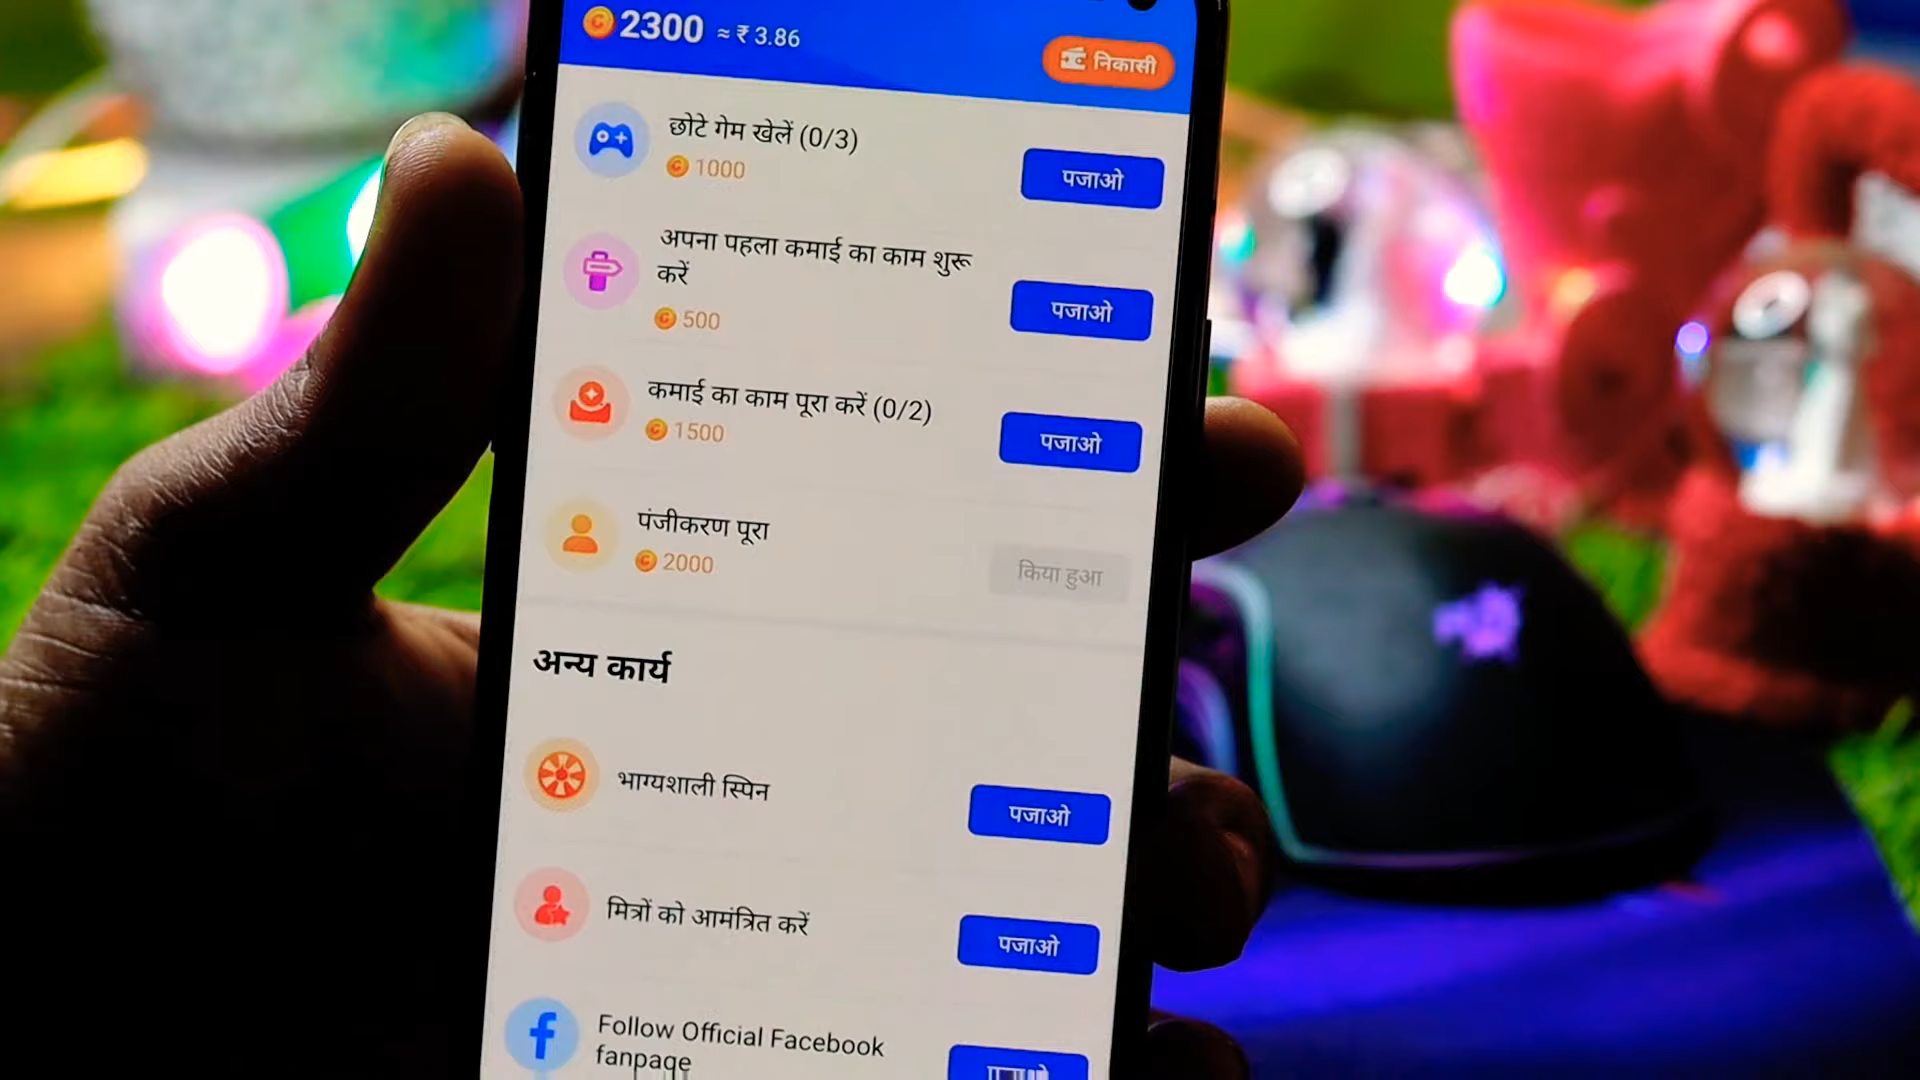 2300 ≈ ₹ 3.86
निकासी
छोटे गेम खेलें (0/3)
1000
पजाओ
अपना पहला कमाई का काम शुरू
करें
500
पजाओ
कमाई का काम पूरा करें (0/2)
1500
पजाओ
पंजीकरण पूरा
2000
किया हुआ
अन्य कार्य
भाग्यशाली स्पिन
पजाओ
मित्रों को आमंत्रित करें
पजाओ
Follow Official Facebook
fanpage